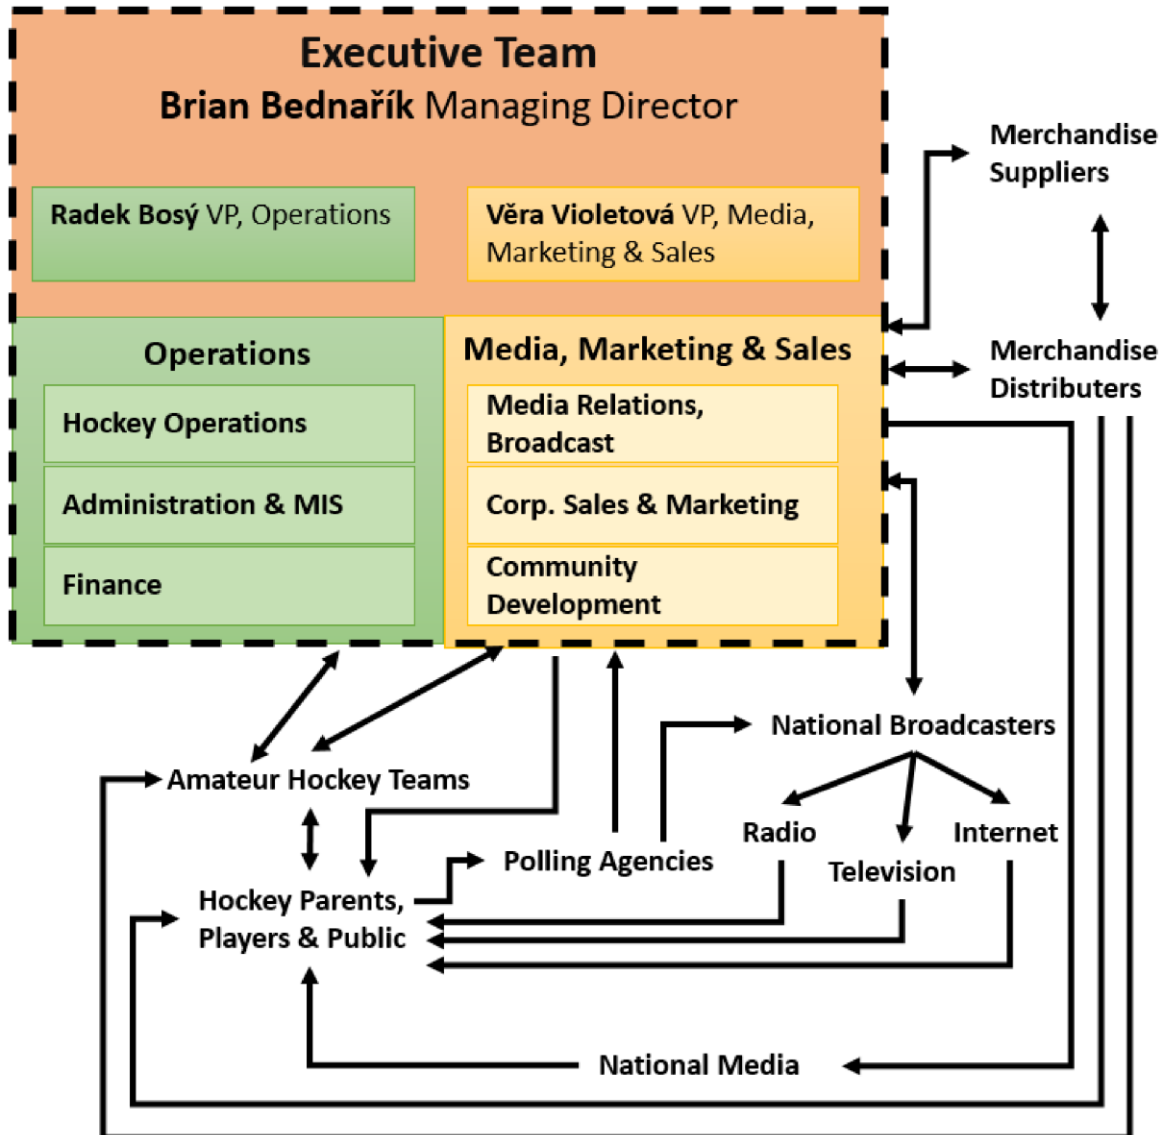 Executive Team
Brian Bednařík Managing Director
Radek Bosý VP, Operations
Věra Violetová VP, Media,
Marketing & Sales
Operations
Hockey Operations
Administration & MIS
Finance
Media, Marketing & Sales
Media Relations,
Broadcast
Corp. Sales & Marketing
Community
Development
Merchandise
Suppliers
Merchandise
Distributers
National Broadcasters
Amateur Hockey Teams
Radio
Internet
Television
Polling Agencies
Hockey Parents,
Players & Public
National Media